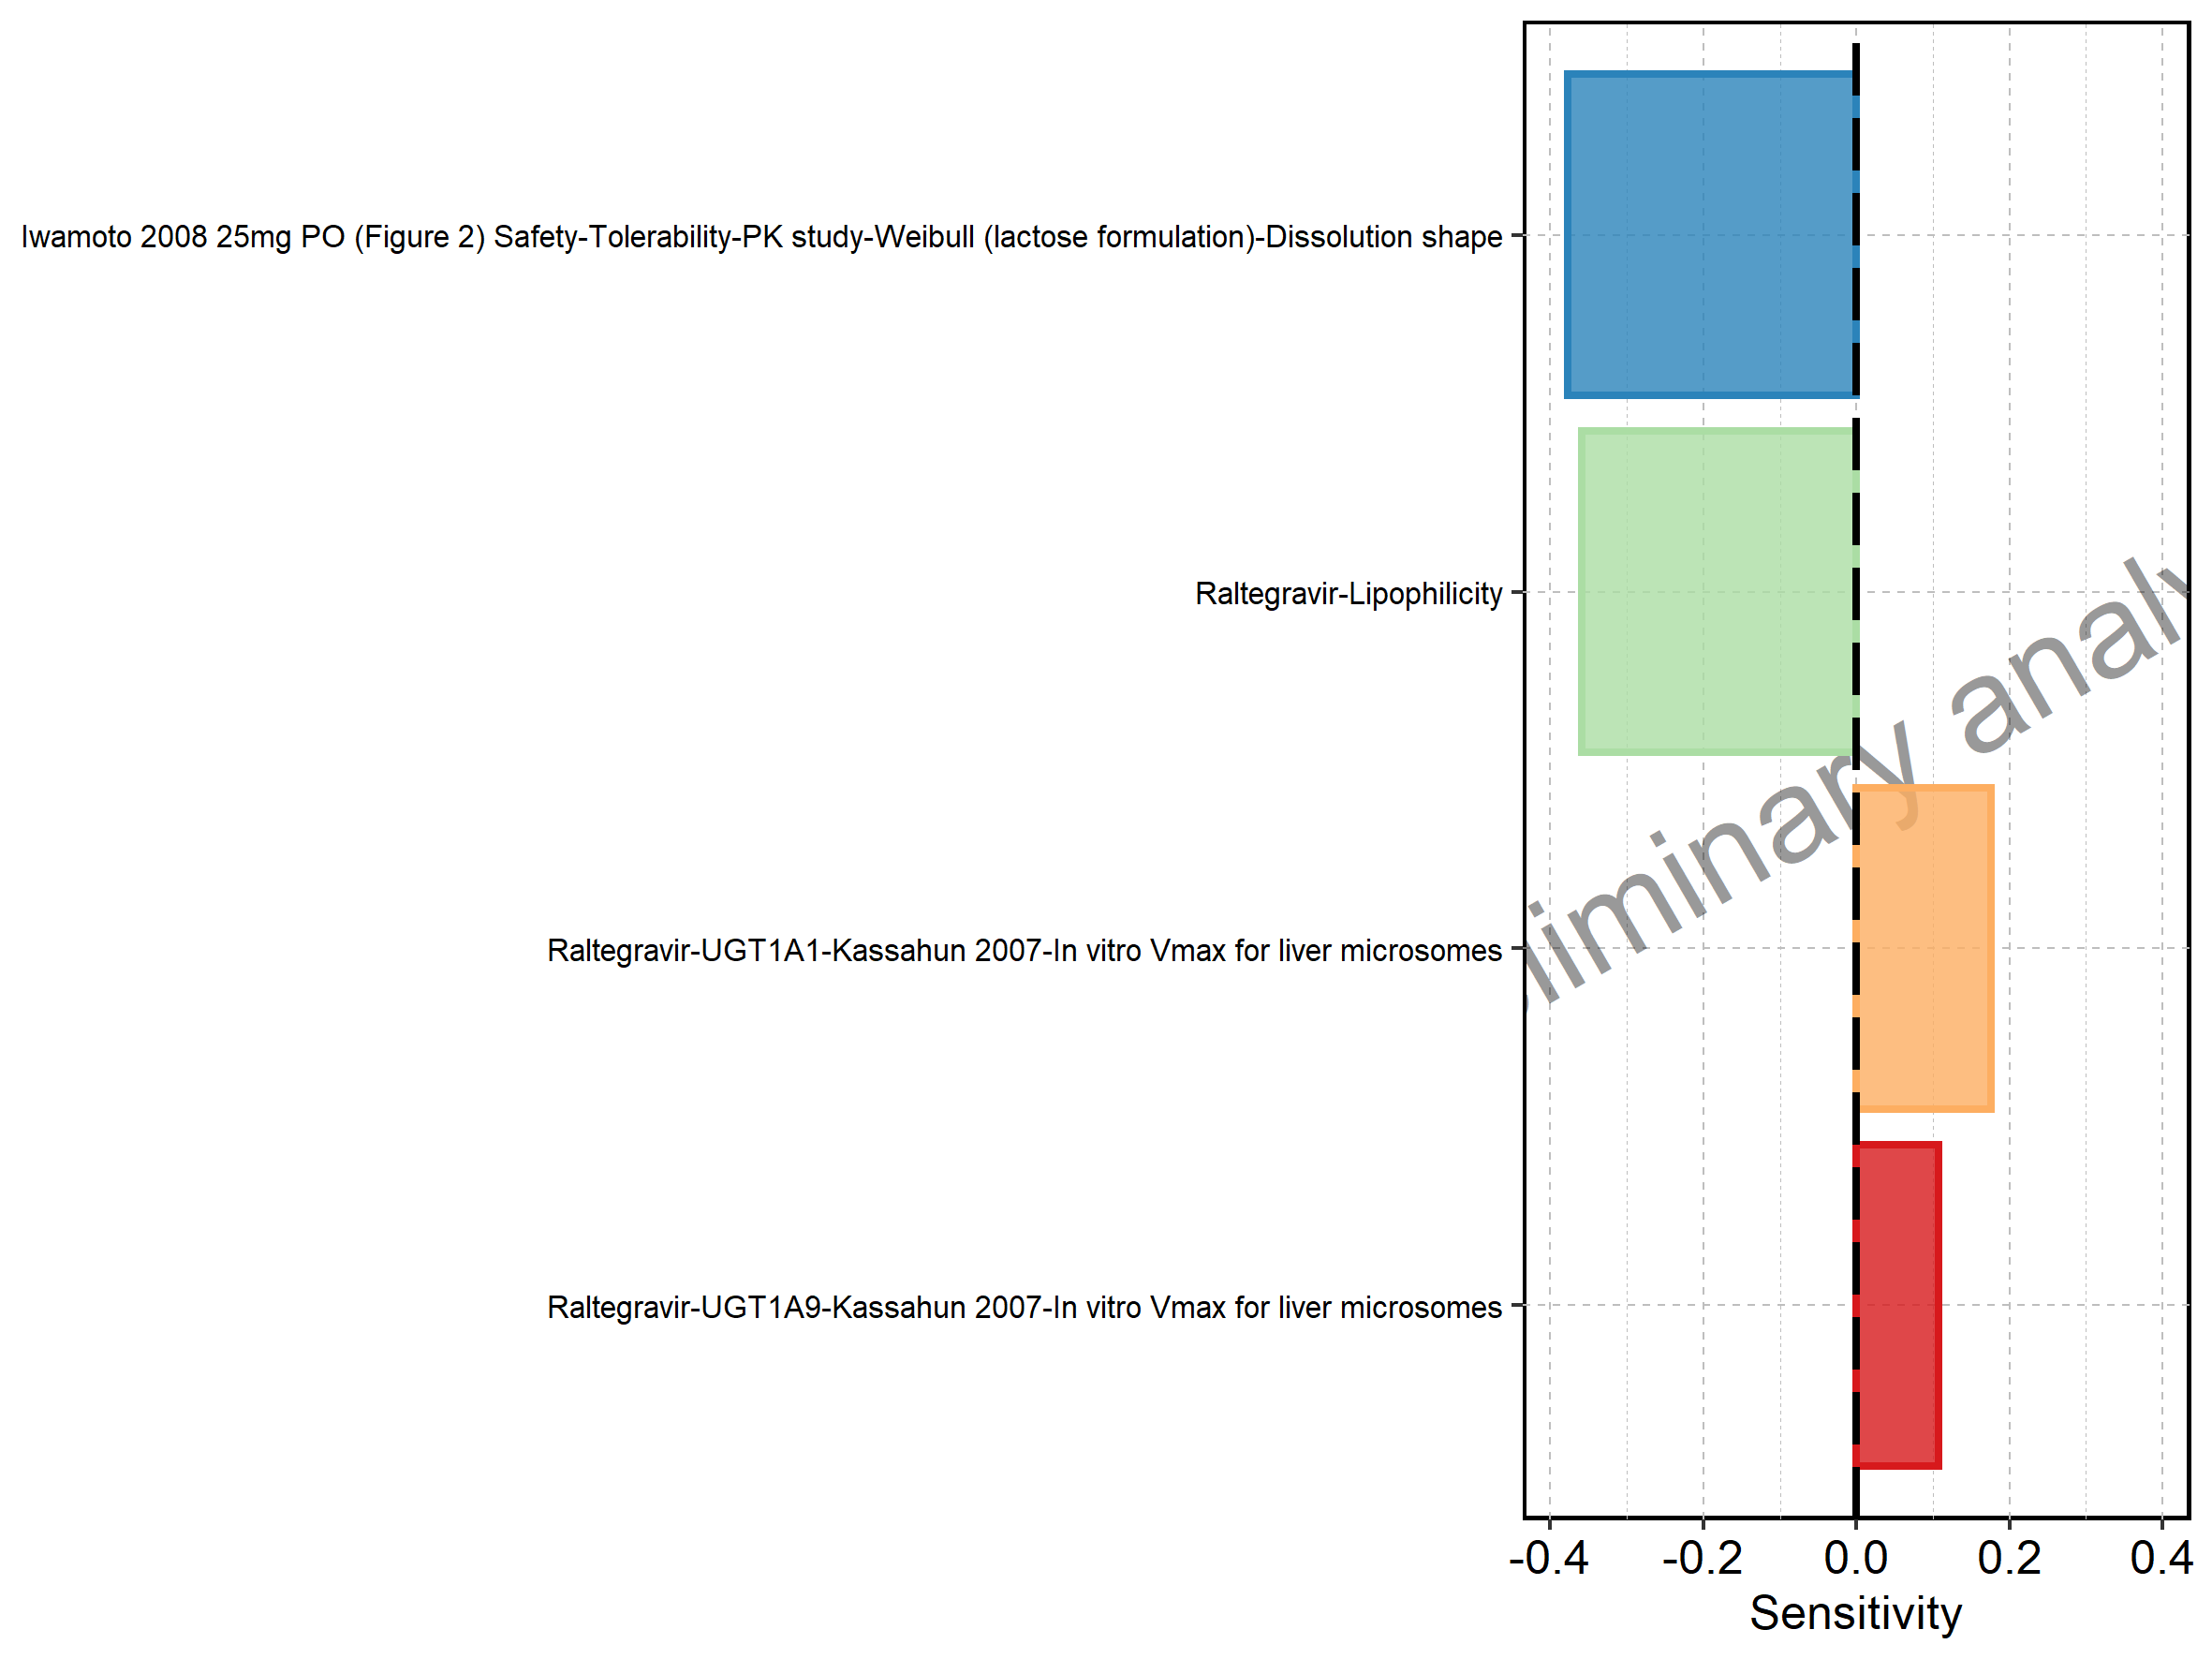 Iwamoto 2008 25mg PO (Figure 2) Safety-Tolerability-PK study-Weibull (lactose formulation)-Dissolution shape
Raltegravir-Lipophilicity
Raltegravir-UGT1A1-Kassahun 2007-In vitro Vmax for liver microsomes
Raltegravir-UGT1A9-Kassahun 2007-In vitro Vmax for liver microsomes
-0.4 -0.2 0.0 0.2 0.4
Sensitivity